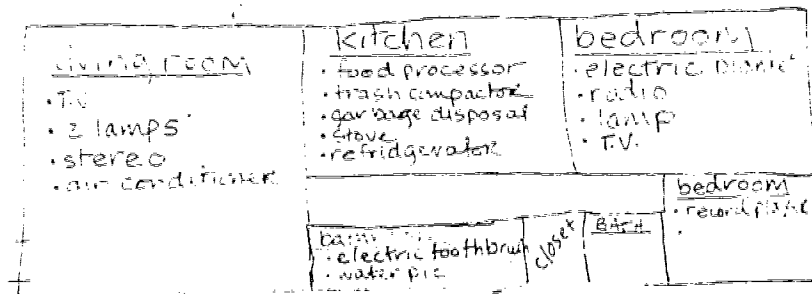 living room
• T.V
• 2 lamps
• stereo
• air conditioner
kitchen
• food processor
• trash compactor
• garbage disposal
• stove
• refridgerator
bedroom
• electric blanket
• radio
• lamp
• T.V.
bedroom
• record player
•
• electric toothbrush
• water pic
closet
BATH